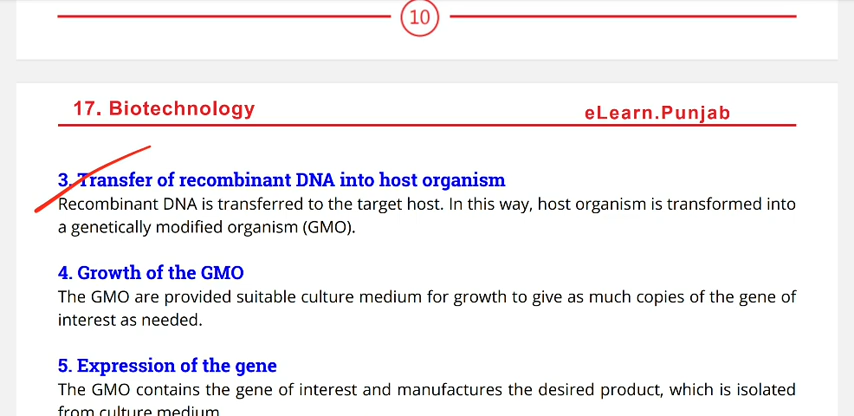 10
17. Biotechnology
eLearn.Punjab
3. Transfer of recombinant DNA into host organism
Recombinant DNA is transferred to the target host. In this way, host organism is transformed into
a genetically modified organism (GMO).
4. Growth of the GMO
The GMO are provided suitable culture medium for growth to give as much copies of the gene of
interest as needed.
5. Expression of the gene
The GMO contains the gene of interest and manufactures the desired product, which is isolated
from culture medium